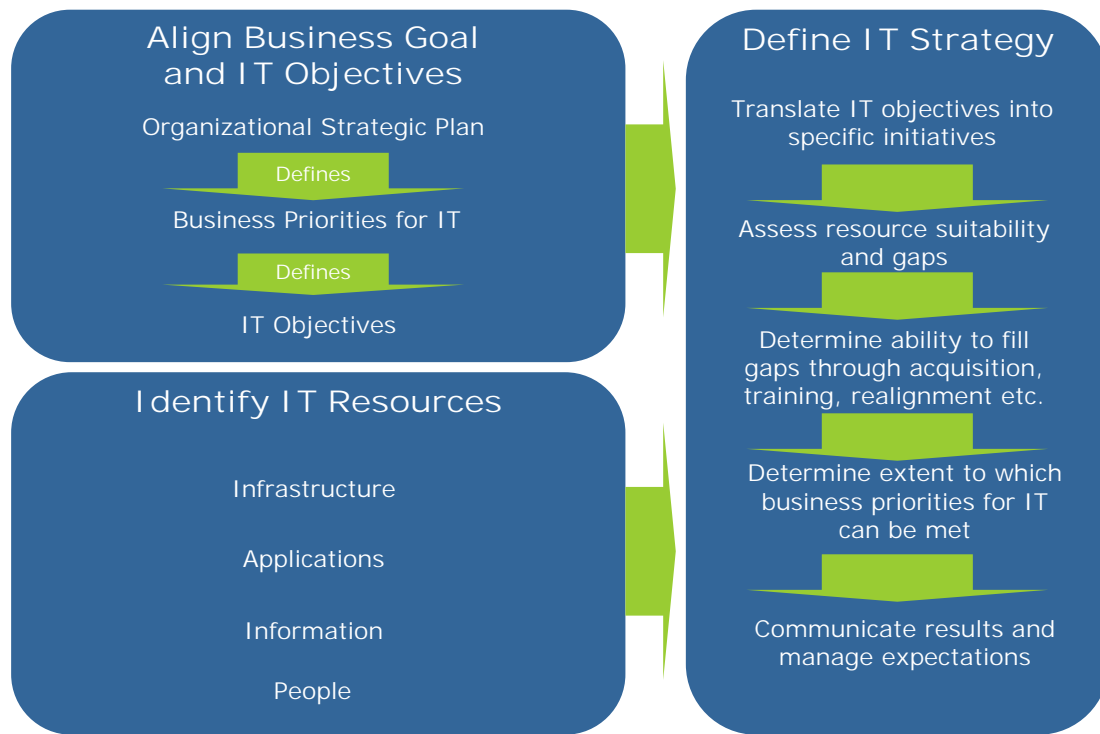 Align Business Goal
and IT Objectives
Organizational Strategic Plan
Defines
Business Priorities for IT
Defines
IT Objectives
Identify IT Resources
Infrastructure
Applications
Information
People
Define IT Strategy
Translate IT objectives into
specific initiatives
Assess resource suitability
and gaps
Determine ability to fill
gaps through acquisition,
training, realignment etc.
Determine extent to which
business priorities for IT
can be met
Communicate results and
manage expectations